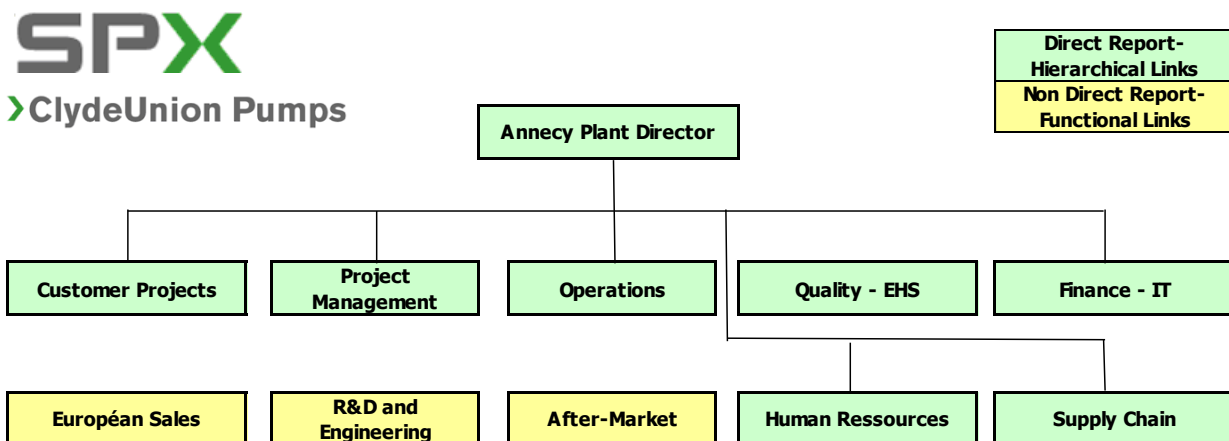 SPX
ClydeUnion Pumps
Direct Report-
Hierarchical Links
Non Direct Report-
Functional Links
Annecy Plant Director
Customer Projects
Project
Management
Operations
Quality - EHS
Finance - IT
Européan Sales
R&D and
Engineering
After-Market
Human Ressources
Supply Chain